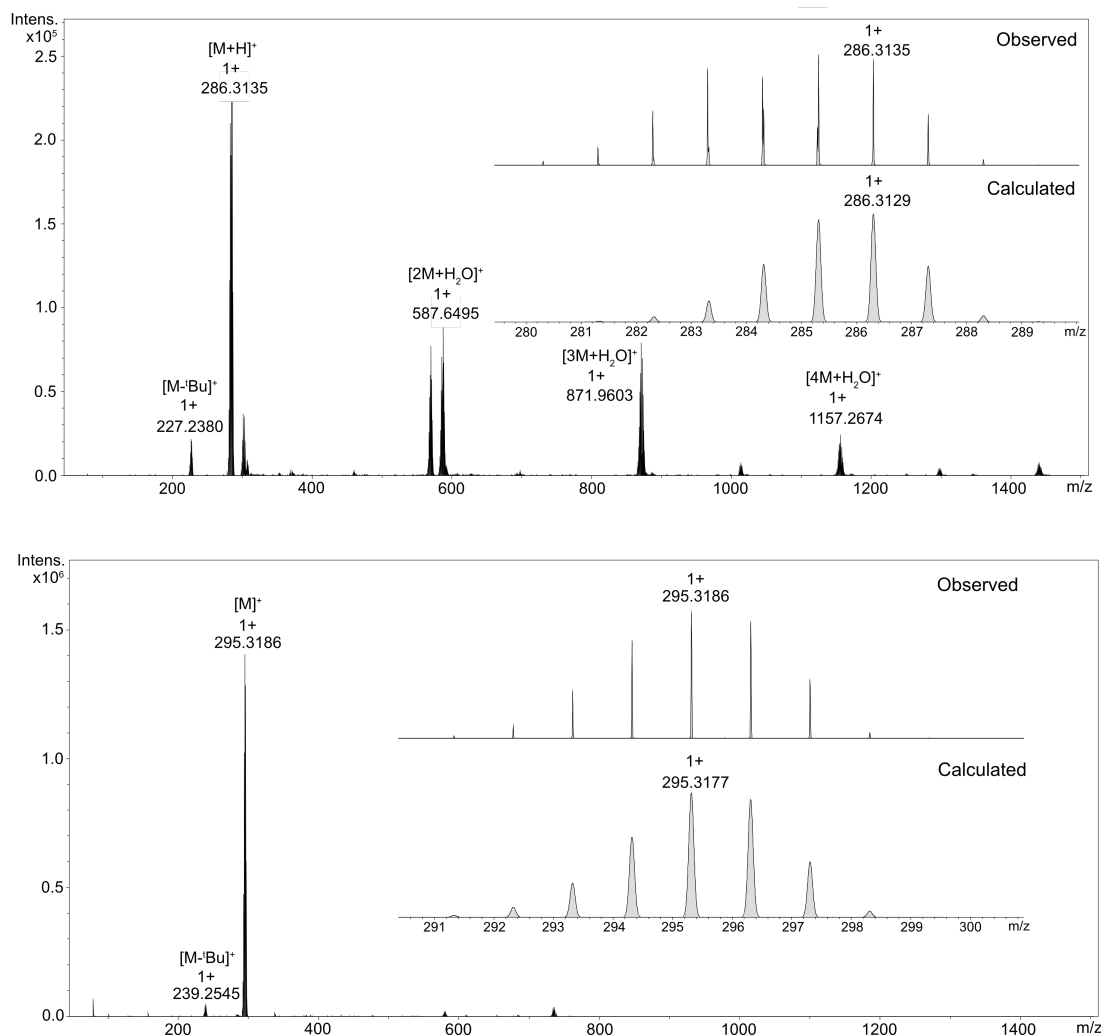 Intens.
x10⁵
2.5
2.0
1.5
1.0
0.5
0.0
[M+H]⁺
1+
286.3135
[M-ᵗBu]⁺
1+
227.2380
[2M+H₂O]⁺
1+
587.6495
[3M+H₂O]⁺
1+
871.9603
[4M+H₂O]⁺
1+
1157.2674
1+
286.3135
Observed
1+
286.3129
Calculated
280 281 282 283 284 285 286 287 288 289 m/z
200 400 600 800 1000 1200 1400 m/z
Intens.
x10⁶
1.5
1.0
0.5
0.0
[M]⁺
1+
295.3186
[M-ᵗBu]⁺
1+
239.2545
1+
295.3186
Observed
1+
295.3177
Calculated
291 292 293 294 295 296 297 298 299 300 m/z
200 400 600 800 1000 1200 1400 m/z